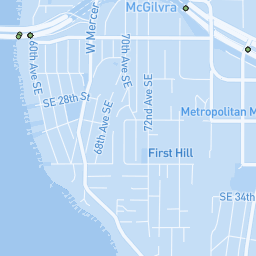 McGilvra
W Mercer
60th Ave SE
70th Ave SE
SE 28th St
72nd Ave SE
68th Ave SE
Metropolitan M
First Hill
SE 34th